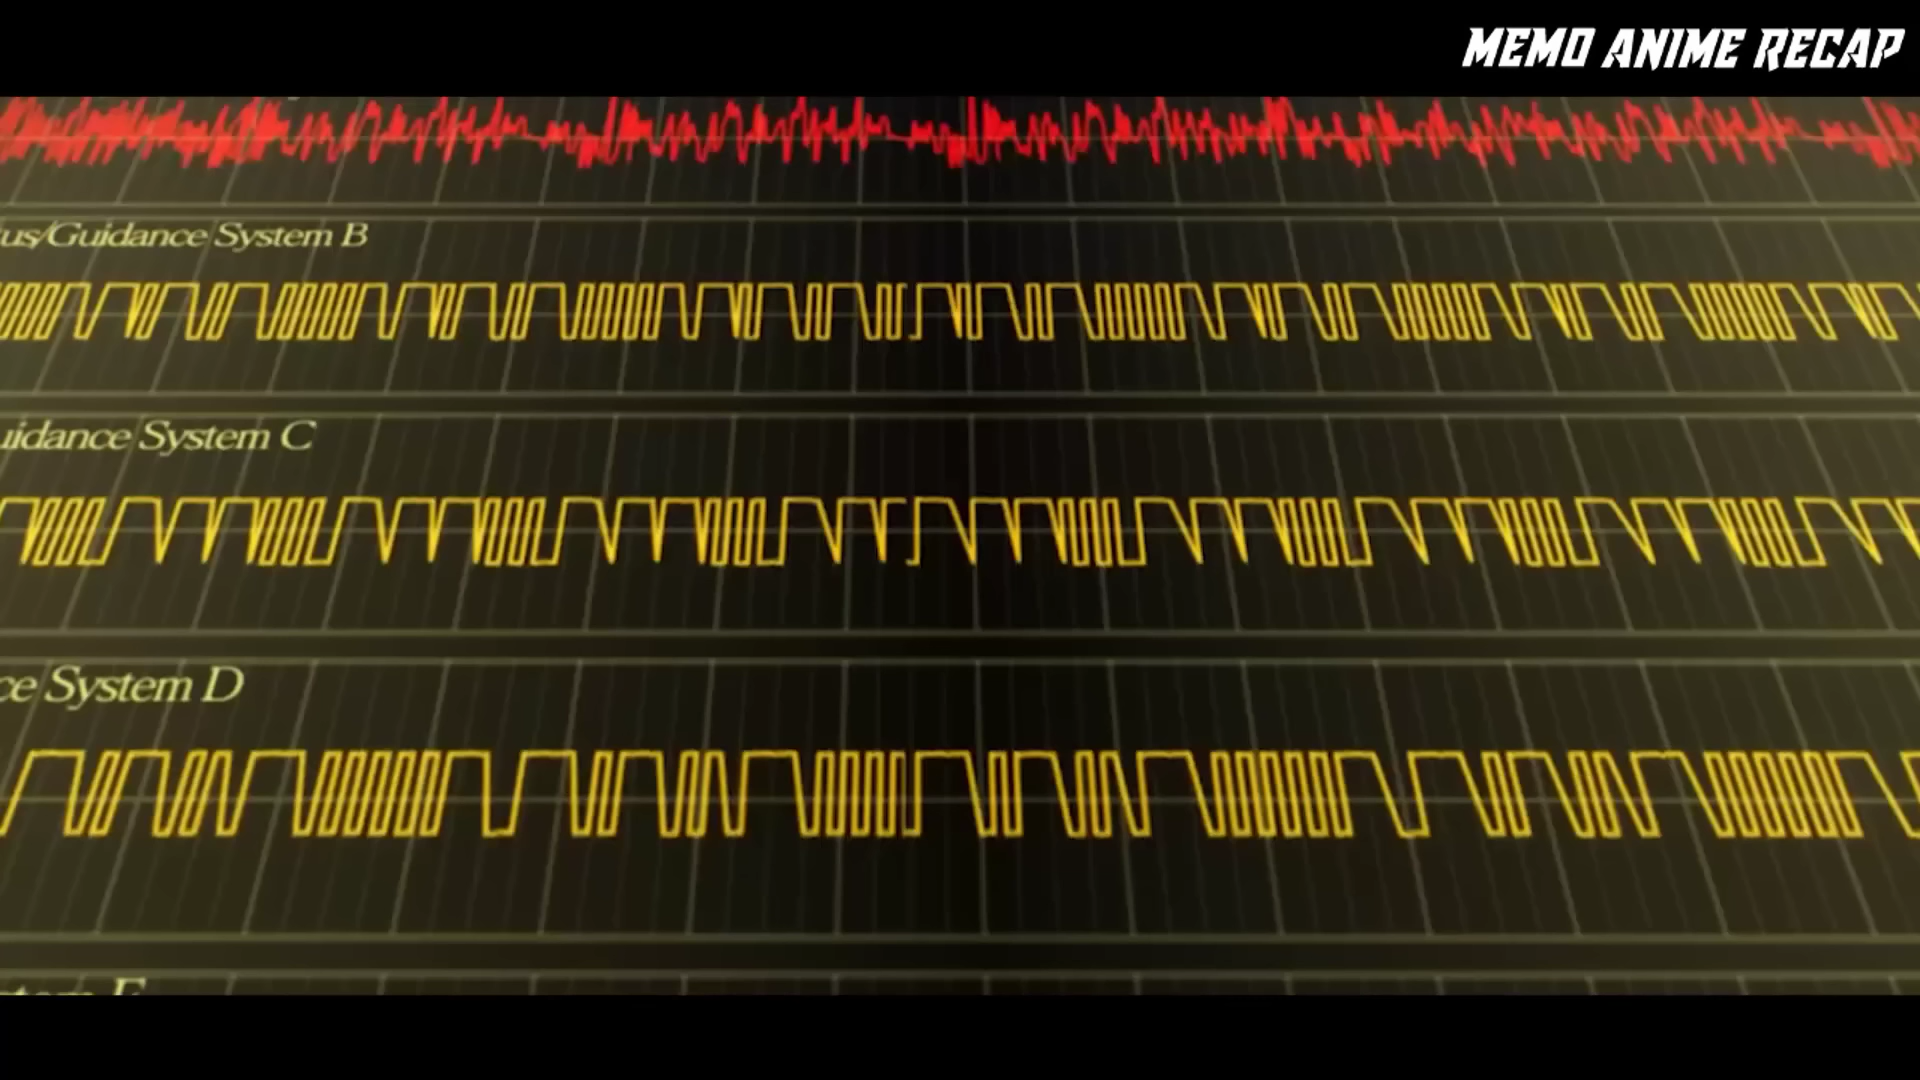 MEMO ANIME RECAP
us/Guidance System B
uidance System C
ce System D